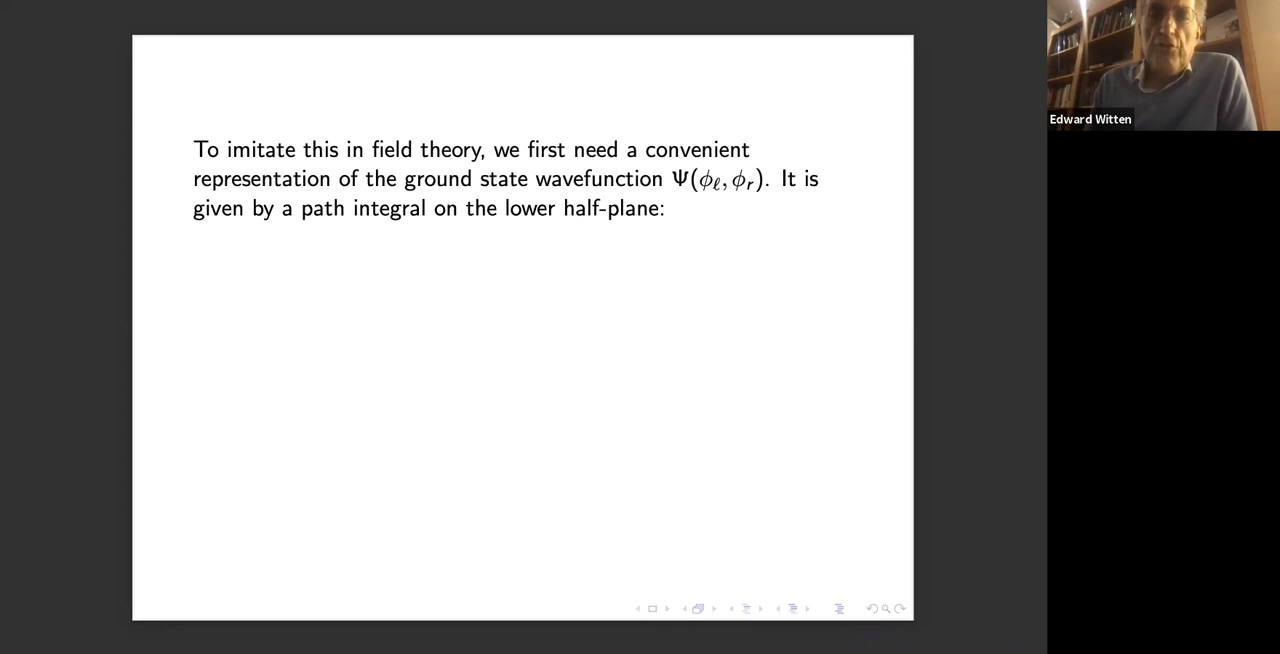 To imitate this in field theory, we first need a convenient
representation of the ground state wavefunction Ψ(ϕℓ, ϕr). It is
given by a path integral on the lower half-plane:
Edward Witten